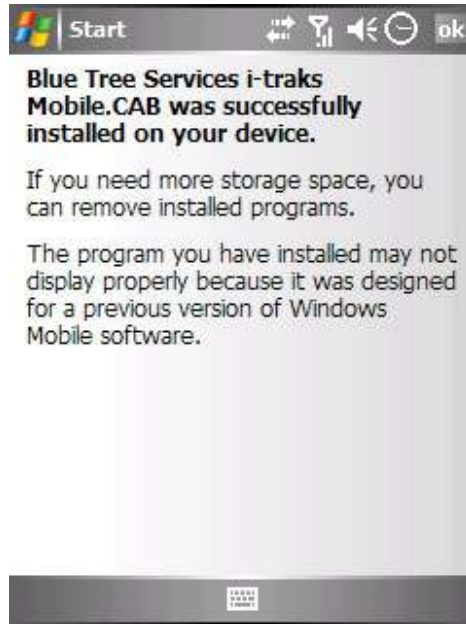 Start
ok
Blue Tree Services i-traks
Mobile.CAB was successfully
installed on your device.
If you need more storage space, you
can remove installed programs.
The program you have installed may not
display properly because it was designed
for a previous version of Windows
Mobile software.